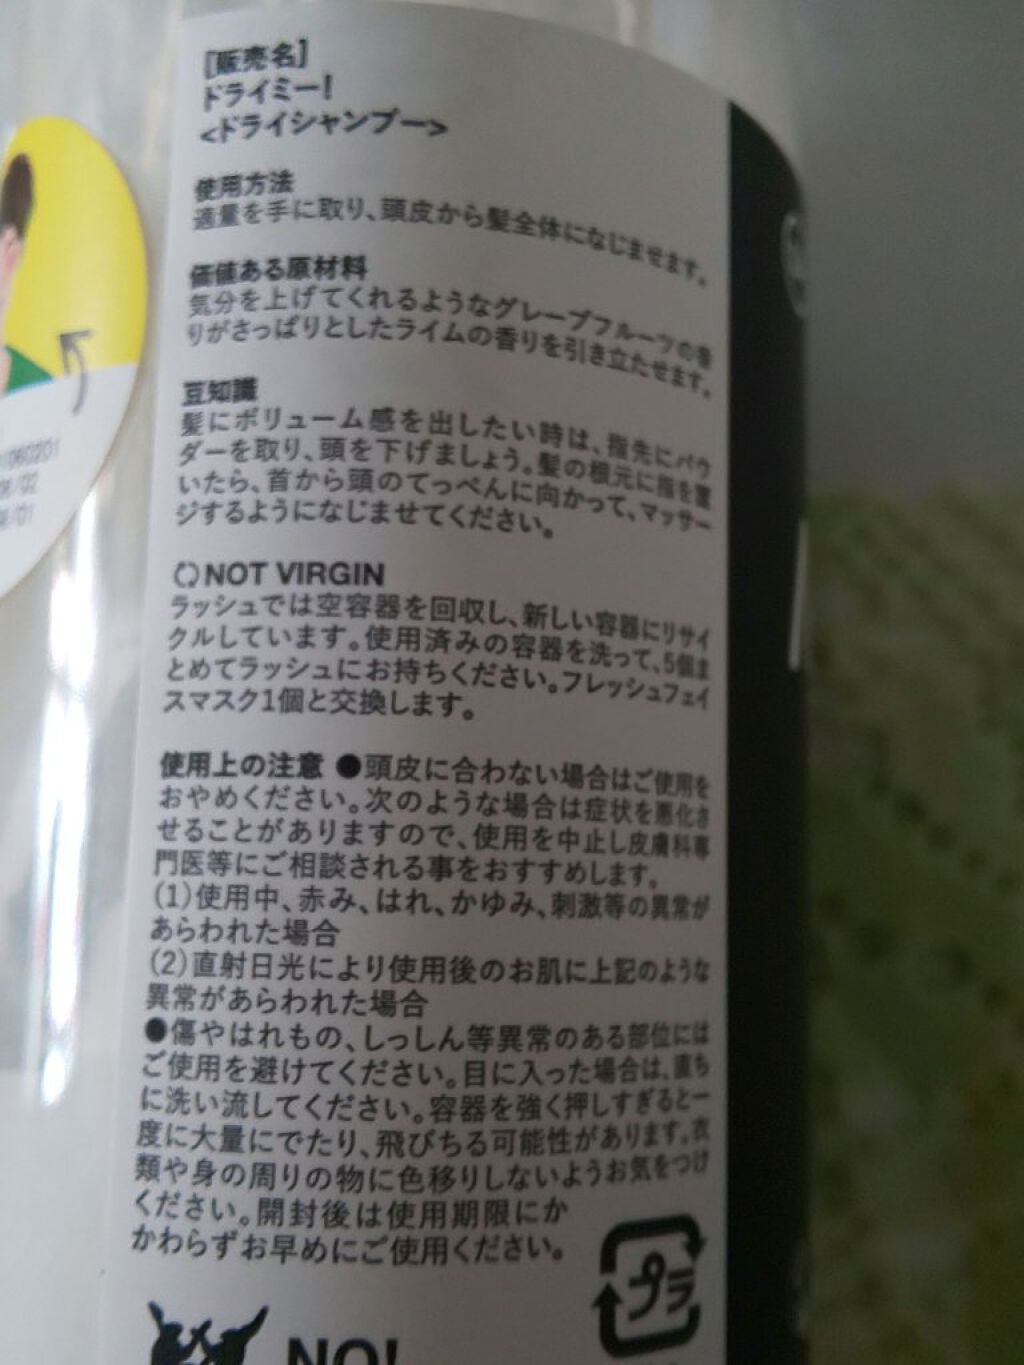 [販売名]
ドライミー!
<ドライシャンプー>
使用方法
適量を手に取り、頭皮から髪全体になじませます。
価値ある原材料
気分を上げてくれるようなグレープフルーツの香
りがさっぱりとしたライムの香りを引き立たせます。
豆知識
髪にボリューム感を出したい時は、指先にパウ
ダーを取り、頭を下げましょう。髪の根元に指を置
いたら、首から頭のてっぺんに向かって、マッサー
ジするようになじませてください。
NOT VIRGIN
ラッシュでは空容器を回収し、新しい容器にリサイ
クルしています。使用済みの容器を洗って、5個ま
とめてラッシュにお持ちください。フレッシュフェイ
スマスク1個と交換します。
使用上の注意 ●頭皮に合わない場合はご使用を
おやめください。次のような場合は症状を悪化さ
せることがありますので、使用を中止し皮膚科専
門医等にご相談される事をおすすめします。
(1)使用中、赤み、はれ、かゆみ、刺激等の異常が
あらわれた場合
(2)直射日光により使用後のお肌に上記のような
異常があらわれた場合
●傷やはれもの、しっしん等異常のある部位には
ご使用を避けてください。目に入った場合は、直ち
に洗い流してください。容器を強く押しすぎると一
度に大量にでたり、飛びちる可能性があります。衣
類や身の周りの物に色移りしないようお気をつけ
ください。開封後は使用期限にか
かわらずお早めにご使用ください。
プラ
NO!